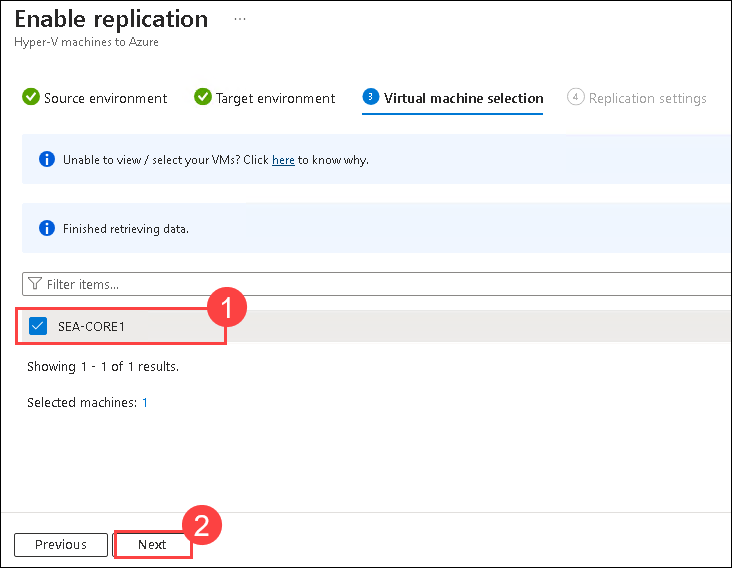 Enable replication ...
Hyper-V machines to Azure
Source environment Target environment 3 Virtual machine selection 4 Replication settings
Unable to view / select your VMs? Click here to know why.
Finished retrieving data.
Filter items...
1
SEA-CORE1
Showing 1 - 1 of 1 results.
Selected machines: 1
2
Previous Next